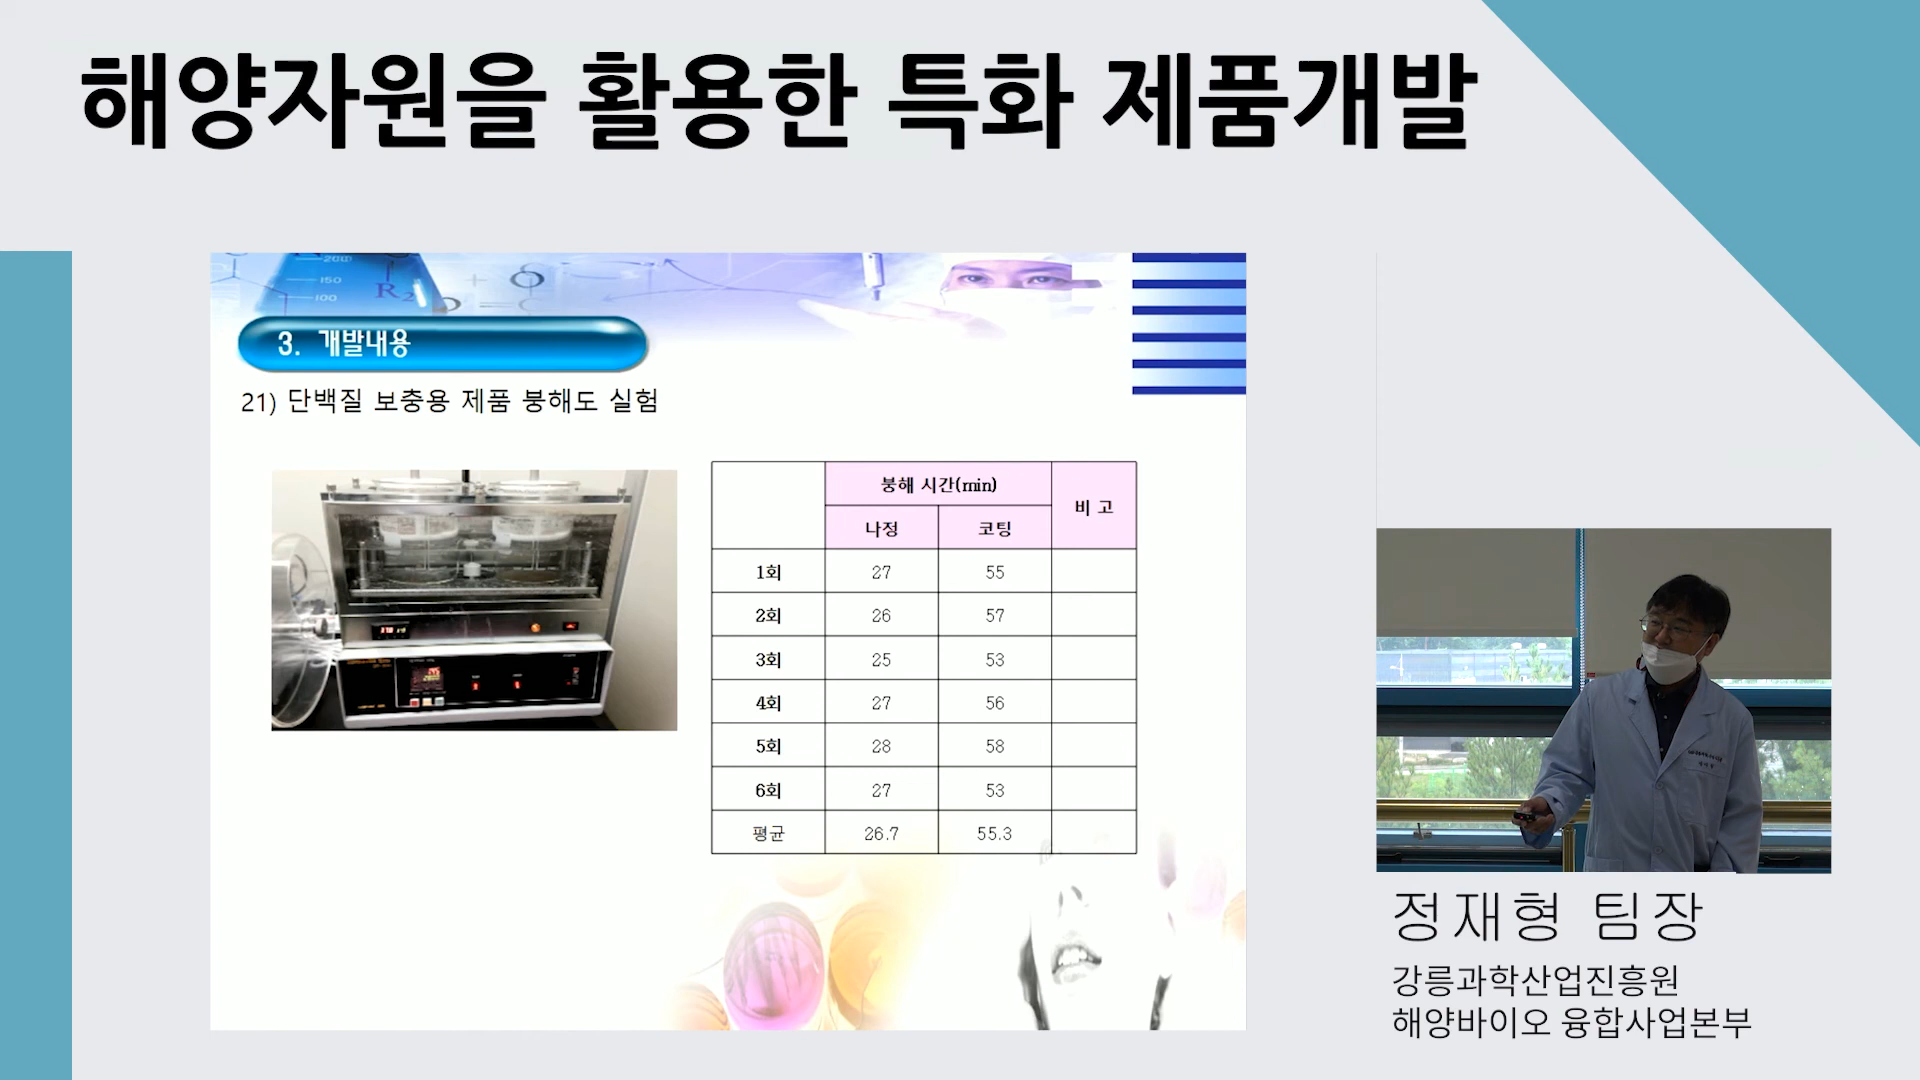 해양자원을 활용한 특화 제품개발
200
150
100
R2 + O
O =C
3. 개발내용
21) 단백질 보충용 제품 붕해도 실험
붕해 시간(min) 비 고
나정 코팅
1회 27 55
2회 26 57
3회 25 53
4회 27 56
5회 28 58
6회 27 53
평균 26.7 55.3
정재형 팀장
강릉과학산업진흥원
해양바이오 융합사업본부